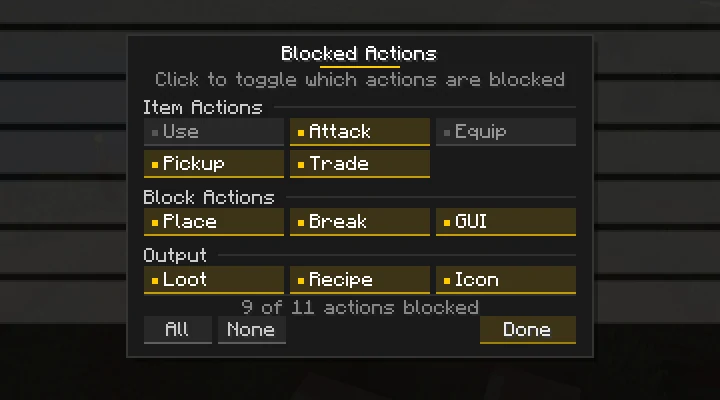 Blocked Actions
Click to toggle which actions are blocked
Item Actions
Use Attack Equip
Pickup Trade
Block Actions
Place Break GUI
Output
Loot Recipe Icon
9 of 11 actions blocked
All None Done